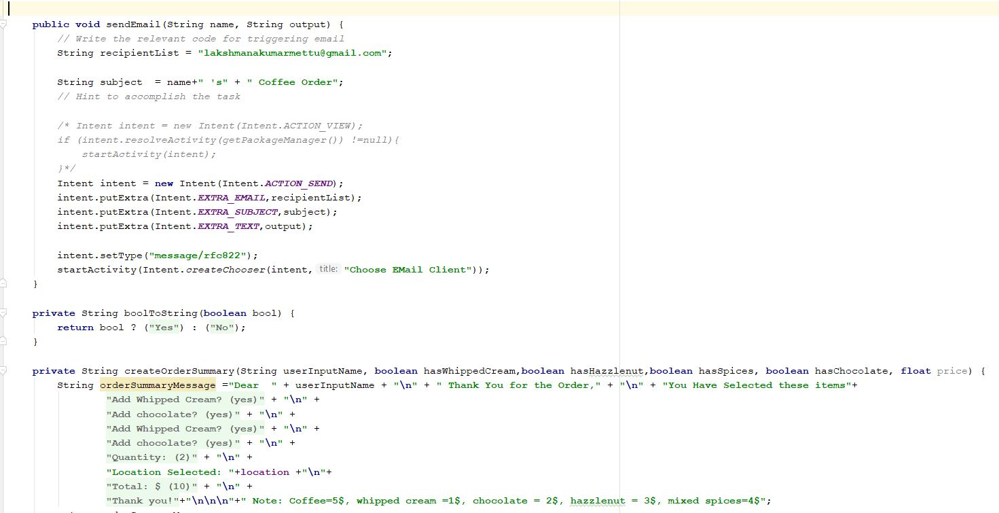 public void sendEmail(String name, String output) {
// Write the relevant code for triggering email
String recipientList = "lakshmanakumarmettu@gmail.com";
String subject  = name+" 's" + " Coffee Order";
// Hint to accomplish the task
/* Intent intent = new Intent(Intent.ACTION_VIEW);
if (intent.resolveActivity(getPackageManager()) !=null){
startActivity(intent);
}*/
Intent intent = new Intent(Intent.ACTION_SEND);
intent.putExtra(Intent.EXTRA_EMAIL,recipientList);
intent.putExtra(Intent.EXTRA_SUBJECT,subject);
intent.putExtra(Intent.EXTRA_TEXT,output);
intent.setType("message/rfc822");
startActivity(Intent.createChooser(intent, title: "Choose EMail Client"));
}
private String boolToString(boolean bool) {
return bool ? ("Yes") : ("No");
}
private String createOrderSummary(String userInputName, boolean hasWhippedCream,boolean hasHazzlenut,boolean hasSpices, boolean hasChocolate, float price) {
String orderSummaryMessage ="Dear  " + userInputName + "\n" + " Thank You for the Order," + "\n" + "You Have Selected these items"+
"Add Whipped Cream? (yes)" + "\n" +
"Add chocolate? (yes)" + "\n" +
"Add Whipped Cream? (yes)" + "\n" +
"Add chocolate? (yes)" + "\n" +
"Quantity: (2)" + "\n" +
"Location Selected: "+location +"\n"+
"Total: $ (10)" + "\n" +
"Thank you!"+"\n\n\n"+" Note: Coffee=5$, whipped cream =1$, chocolate = 2$, hazzlenut = 3$, mixed spices=4$";